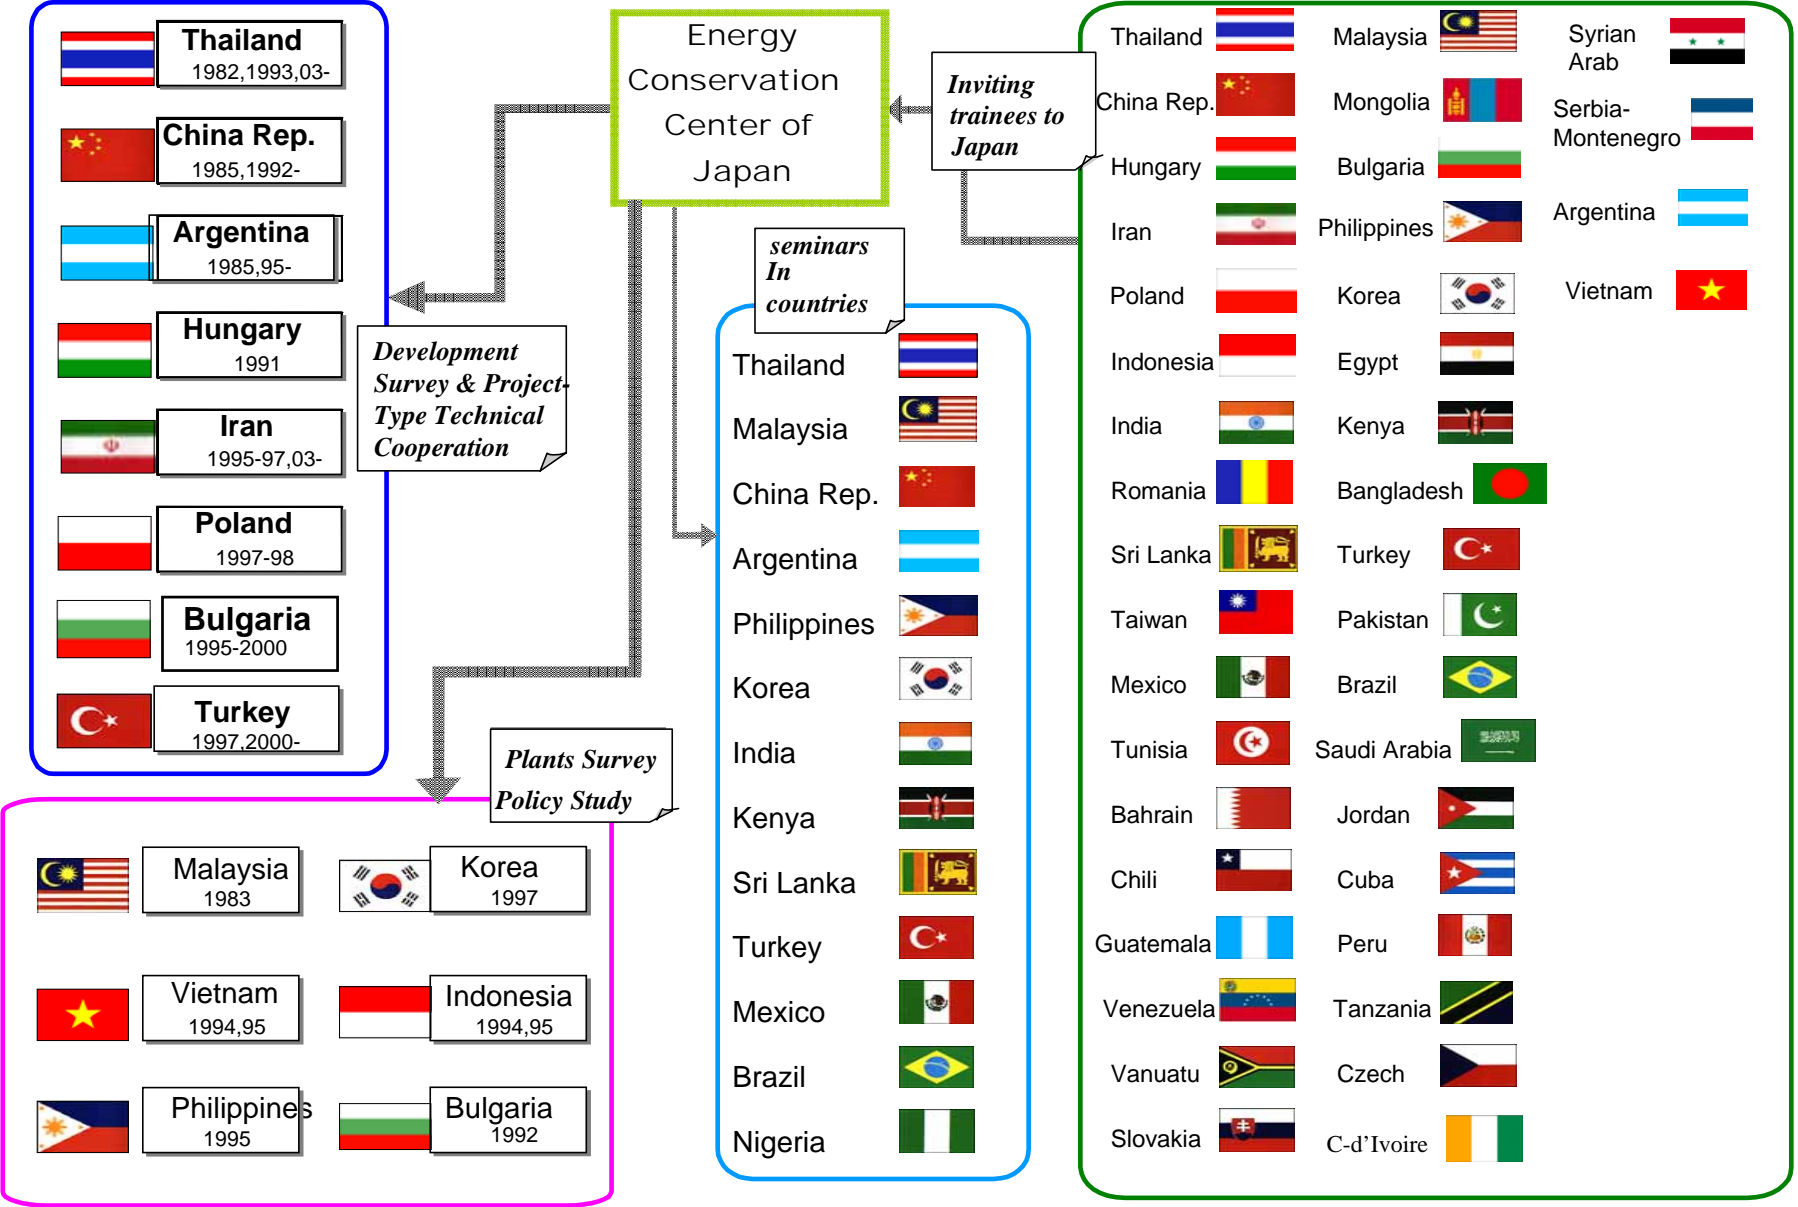 Thailand
1982,1993,03-
China Rep.
1985,1992-
Argentina
1985,95-
Hungary
1991
Iran
1995-97,03-
Poland
1997-98
Bulgaria
1995-2000
Turkey
1997,2000-
Energy
Conservation
Center of
Japan
Development
Survey & Project-
Type Technical
Cooperation
Plants Survey
Policy Study
Malaysia
1983
Korea
1997
Vietnam
1994,95
Indonesia
1994,95
Philippines
1995
Bulgaria
1992
seminars
In
countries
Thailand
Malaysia
China Rep.
Argentina
Philippines
Korea
India
Kenya
Sri Lanka
Turkey
Mexico
Brazil
Nigeria
Inviting
trainees to
Japan
Thailand
China Rep.
Hungary
Iran
Poland
Indonesia
India
Romania
Sri Lanka
Taiwan
Mexico
Tunisia
Bahrain
Chili
Guatemala
Venezuela
Vanuatu
Slovakia
Malaysia
Mongolia
Bulgaria
Philippines
Korea
Egypt
Kenya
Bangladesh
Turkey
Pakistan
Brazil
Saudi Arabia
Jordan
Cuba
Peru
Tanzania
Czech
C-d'Ivoire
Syrian
Arab
Serbia-
Montenegro
Argentina
Vietnam